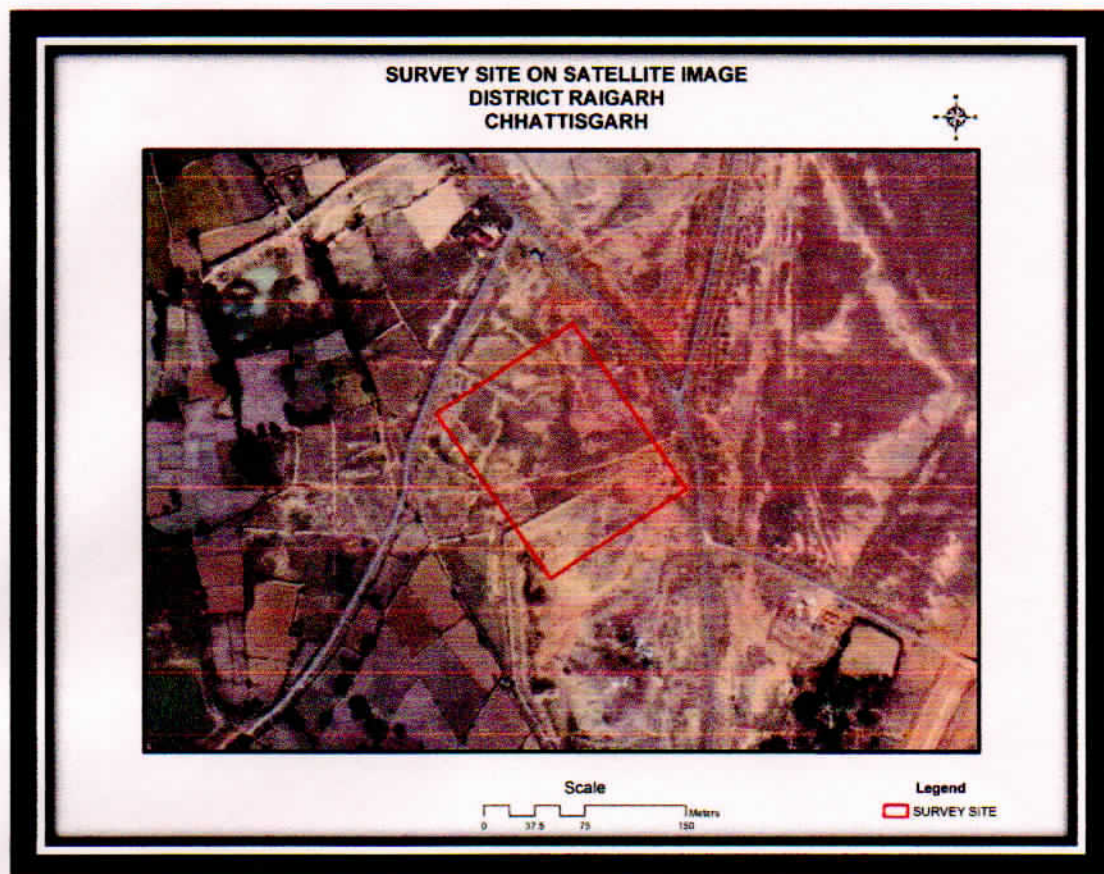 SURVEY SITE ON SATELLITE IMAGE
DISTRICT RAIGARH
CHHATTISGARH
Scale
Meters
0 37.5 75 150
Legend
SURVEY SITE